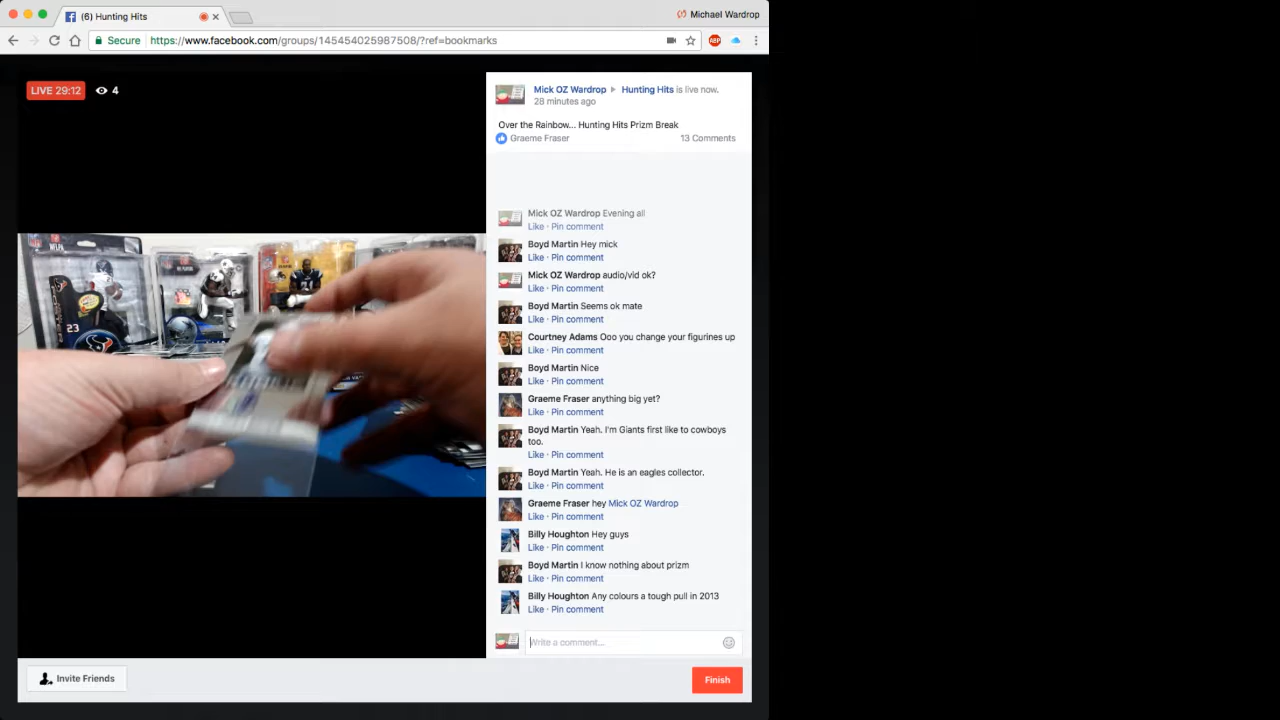 (6) Hunting Hits
Michael Wardrop
Secure https://www.facebook.com/groups/145454025987508/?ref=bookmarks
ABP
LIVE 29:12 4
Mick OZ Wardrop Hunting Hits is live now.
28 minutes ago
Over the Rainbow... Hunting Hits Prizm Break
Graeme Fraser 13 Comments
Mick OZ Wardrop Evening all
Like · Pin comment
Boyd Martin Hey mick
Like · Pin comment
Mick OZ Wardrop audio/vid ok?
Like · Pin comment
Boyd Martin Seems ok mate
Like · Pin comment
Courtney Adams Ooo you change your figurines up
Like · Pin comment
Boyd Martin Nice
Like · Pin comment
Graeme Fraser anything big yet?
Like · Pin comment
Boyd Martin Yeah. I'm Giants first like to cowboys
too.
Like · Pin comment
Boyd Martin Yeah. He is an eagles collector.
Like · Pin comment
Graeme Fraser hey Mick OZ Wardrop
Like · Pin comment
Billy Houghton Hey guys
Like · Pin comment
Boyd Martin I know nothing about prizm
Like · Pin comment
Billy Houghton Any colours a tough pull in 2013
Like · Pin comment
Write a comment...
Invite Friends
Finish
23